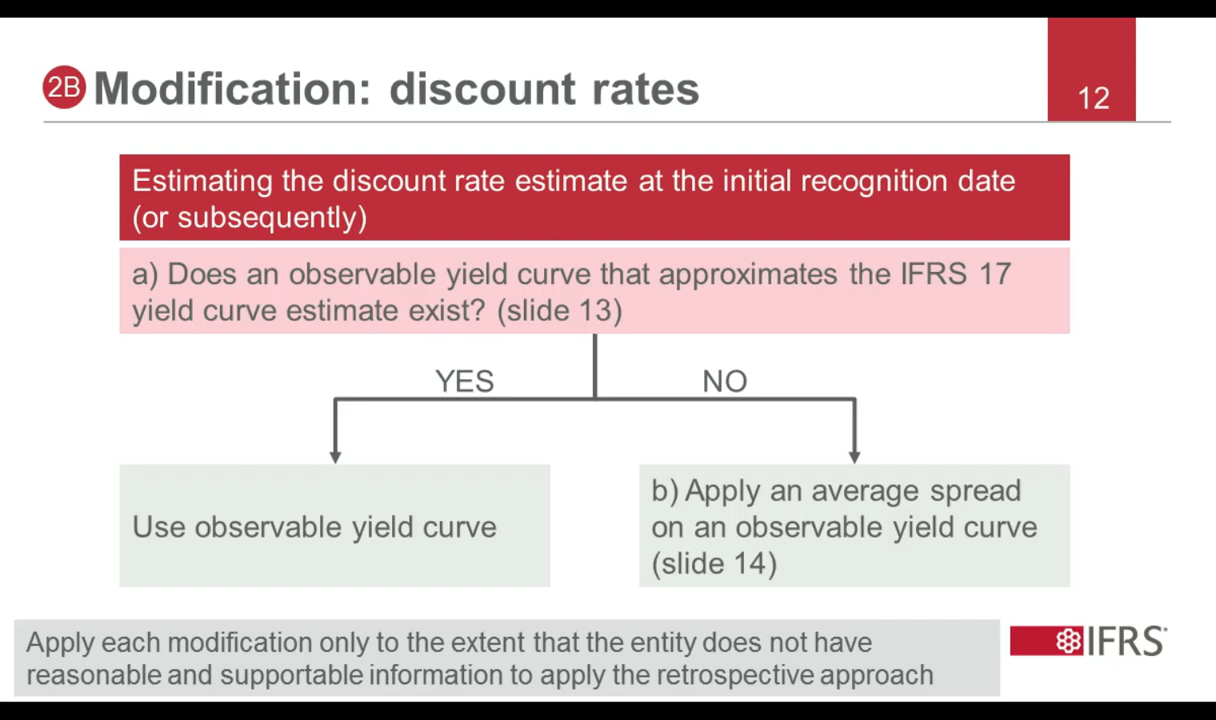 2B Modification: discount rates
12
Estimating the discount rate estimate at the initial recognition date
(or subsequently)
a) Does an observable yield curve that approximates the IFRS 17
yield curve estimate exist? (slide 13)
YES
NO
Use observable yield curve
b) Apply an average spread
on an observable yield curve
(slide 14)
Apply each modification only to the extent that the entity does not have
reasonable and supportable information to apply the retrospective approach
IFRS